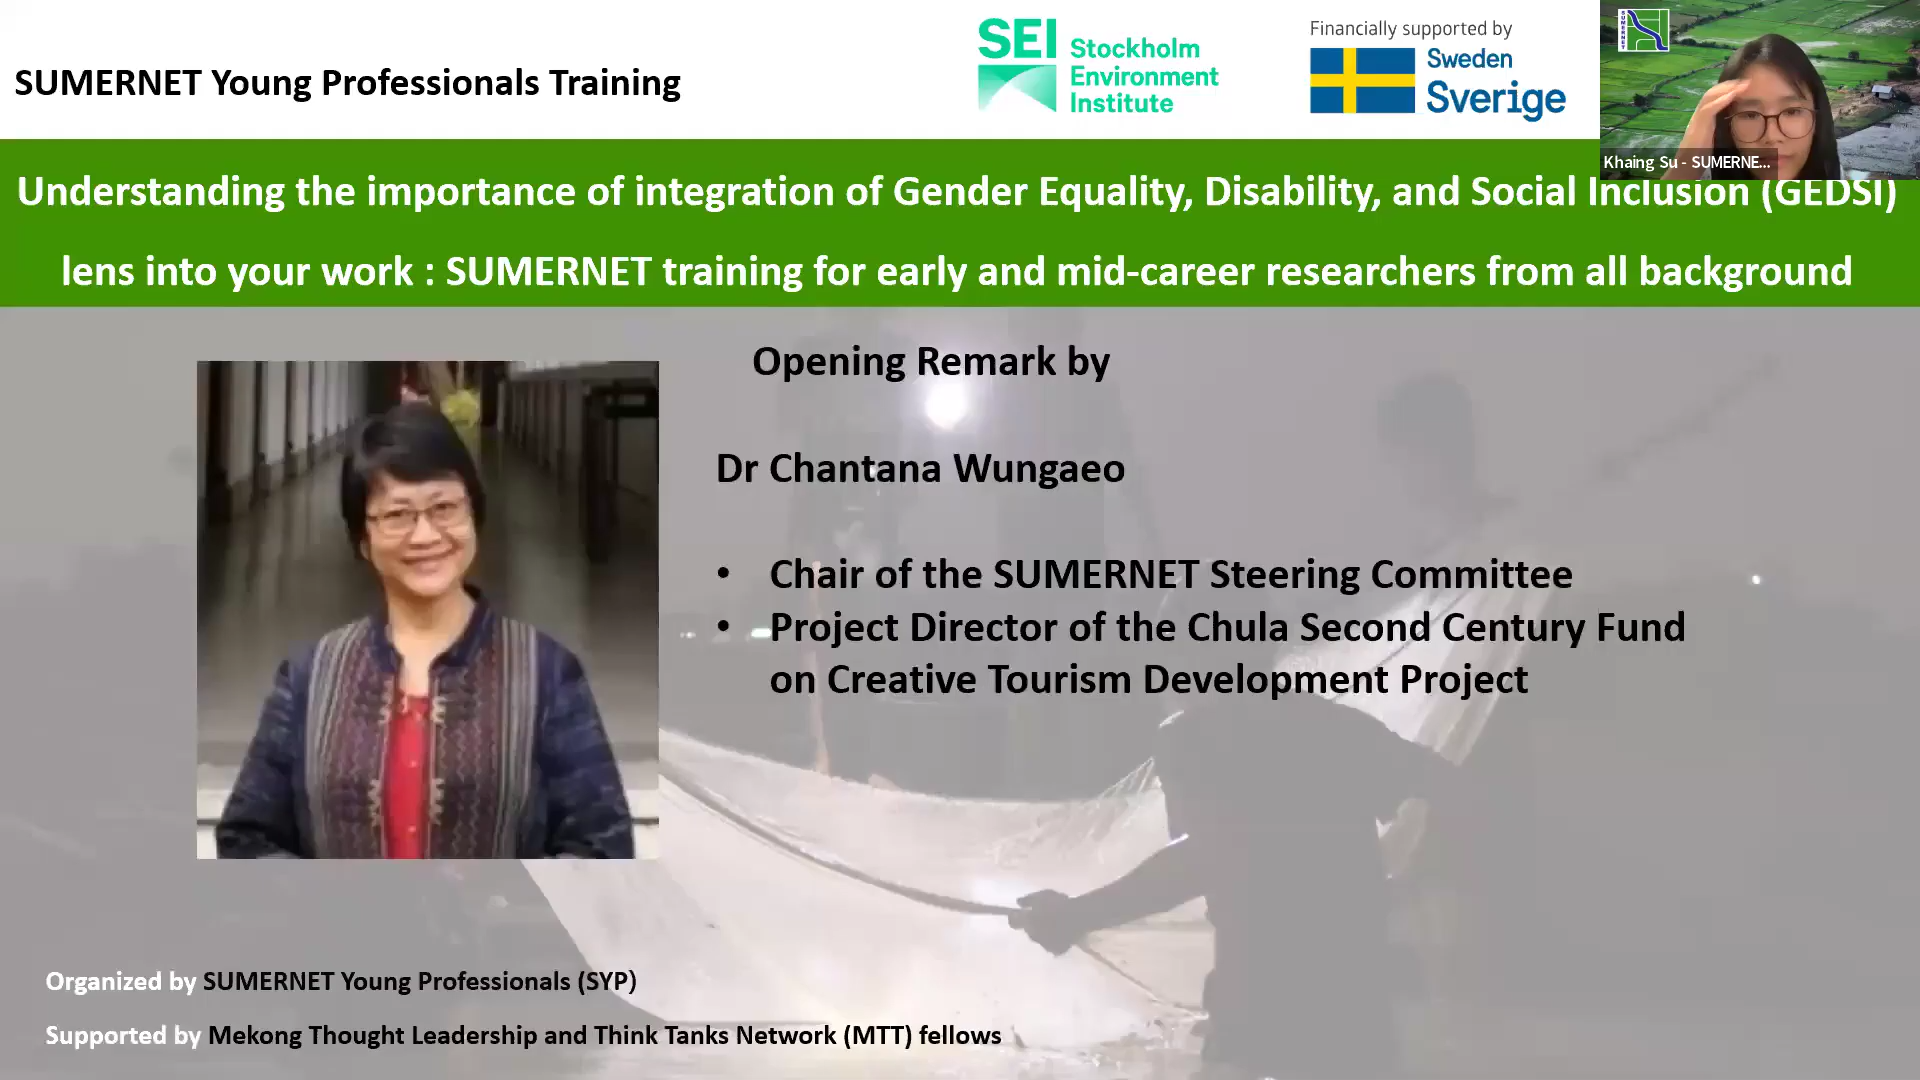 SUMERNET Young Professionals Training
SEI Stockholm
Environment
Institute
Financially supported by
Sweden
Sverige
SUMERNET
Khaing Su - SUMERNE...
Understanding the importance of integration of Gender Equality, Disability, and Social Inclusion (GEDSI)
lens into your work : SUMERNET training for early and mid-career researchers from all background
Opening Remark by
Dr Chantana Wungaeo
• Chair of the SUMERNET Steering Committee
• Project Director of the Chula Second Century Fund
on Creative Tourism Development Project
Organized by SUMERNET Young Professionals (SYP)
Supported by Mekong Thought Leadership and Think Tanks Network (MTT) fellows